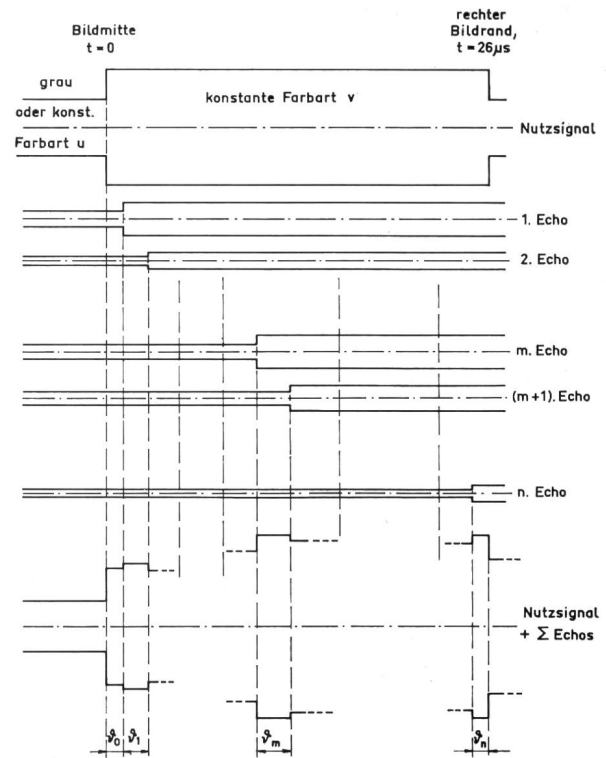 Bildmitte
t = 0
rechter
Bildrand,
t = 26µs
grau
oder konst.
Farbart u
konstante Farbart v
Nutzsignal
1. Echo
2. Echo
m. Echo
(m+1). Echo
n. Echo
Nutzsignal
+ Σ Echos
ϑ₀
ϑ₁
ϑₘ
ϑₙ